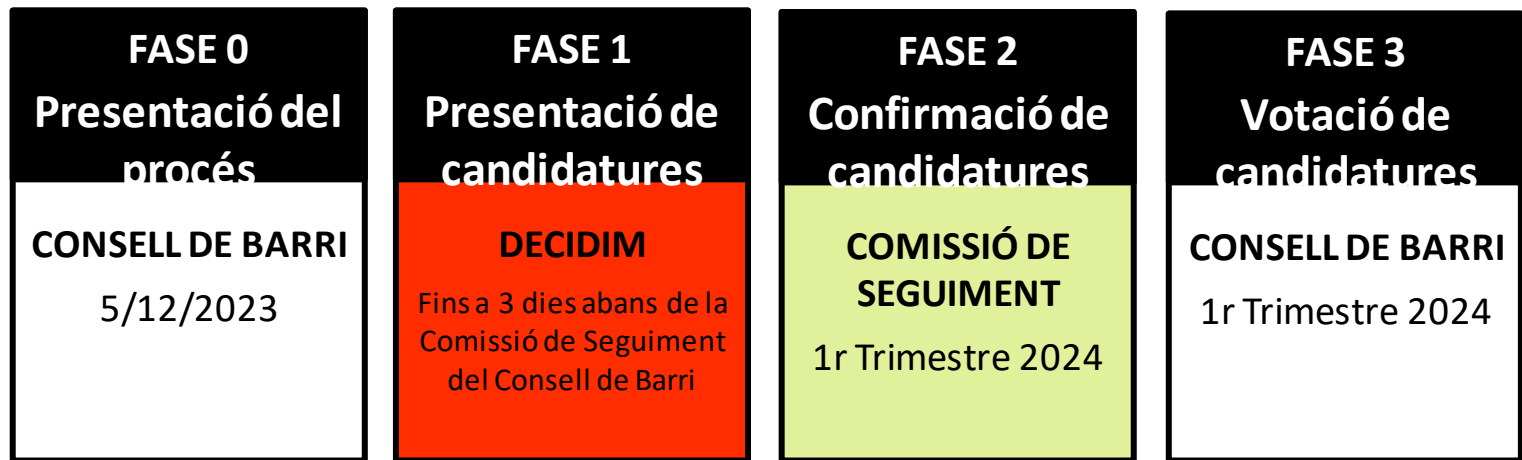 FASE 0
Presentació del
procés
CONSELL DE BARRI
5/12/2023
FASE 1
Presentació de
candidatures
DECIDIM
Fins a 3 dies abans de la
Comissió de Seguiment
del Consell de Barri
FASE 2
Confirmació de
candidatures
COMISSIÓ DE
SEGUIMENT
1r Trimestre 2024
FASE 3
Votació de
candidatures
CONSELL DE BARRI
1r Trimestre 2024